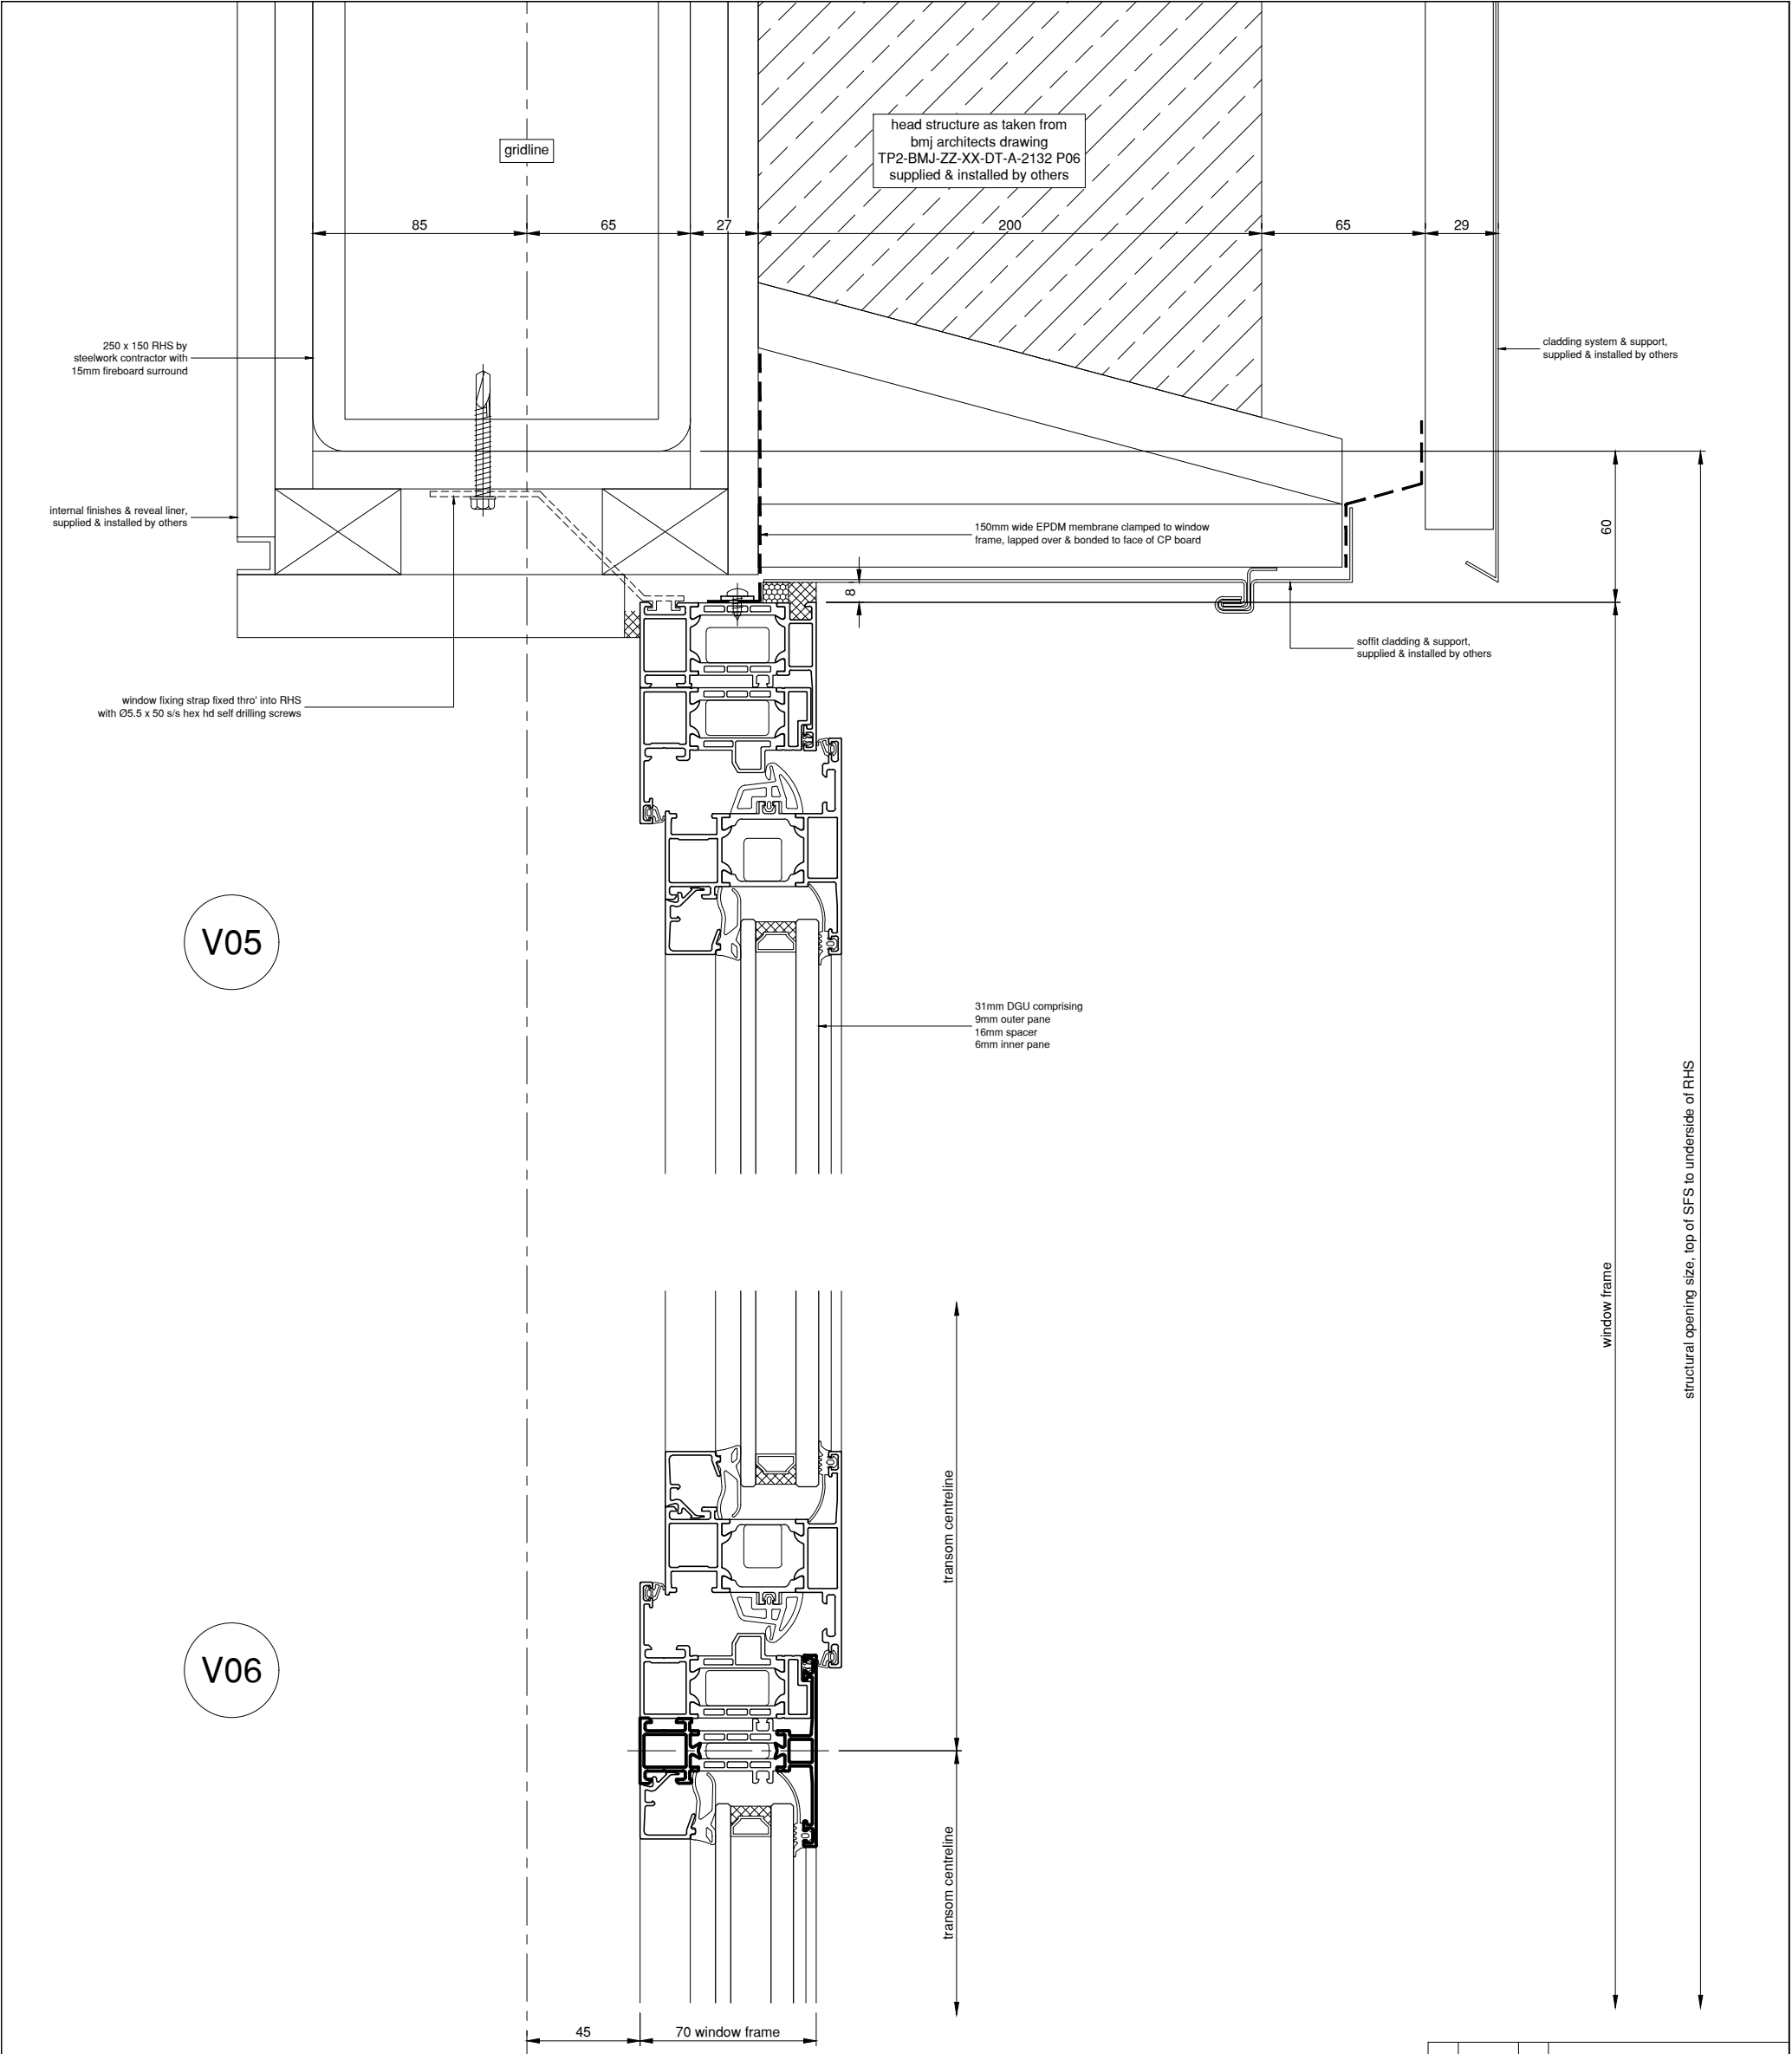 gridline
head structure as taken from
bmj architects drawing
TP2-BMJ-ZZ-XX-DT-A-2132 P06
supplied & installed by others
85
65
27
200
65
29
250 x 150 RHS by
steelwork contractor with
15mm fireboard surround
cladding system & support,
supplied & installed by others
internal finishes & reveal liner,
supplied & installed by others
150mm wide EPDM membrane clamped to window
frame, lapped over & bonded to face of CP board
60
8
soffit cladding & support,
supplied & installed by others
window fixing strap fixed thro' into RHS
with Ø5.5 x 50 s/s hex hd self drilling screws
V05
31mm DGU comprising
9mm outer pane
16mm spacer
6mm inner pane
structural opening size, top of SFS to underside of RHS
window frame
transom centreline
V06
transom centreline
45
70 window frame